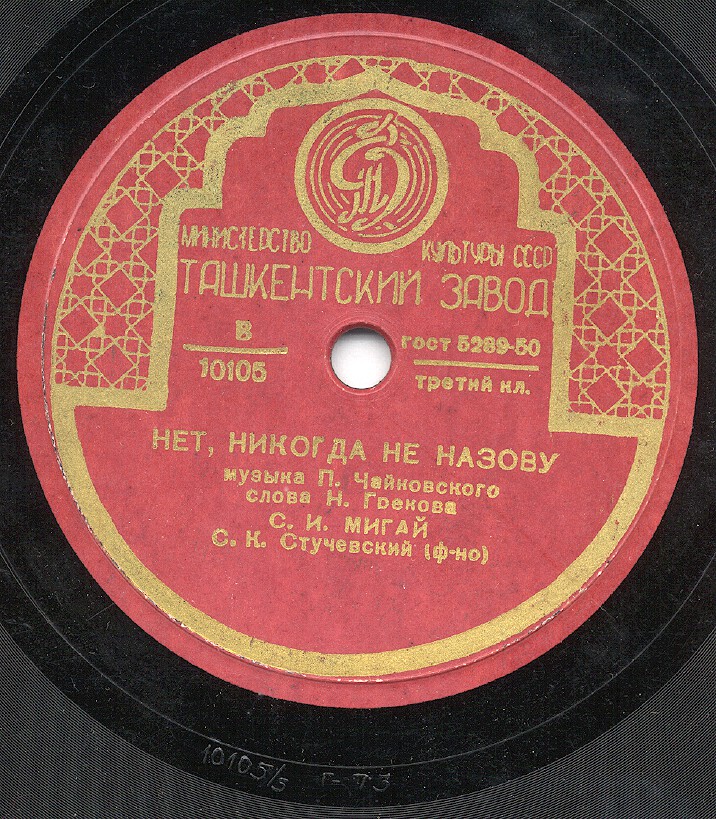 МИНИСТЕРСТВО КУЛЬТУРЫ СССР
ТАШКЕНТСКИЙ ЗАВОД
В
10105
ГОСТ 5289-50
третий кл.
НЕТ, НИКОГДА НЕ НАЗОВУ
музыка П. Чайковского
слова Н. Грекова
С. И. МИГАЙ
С. К. Стучевский (ф-но)
10105/5 Г-73